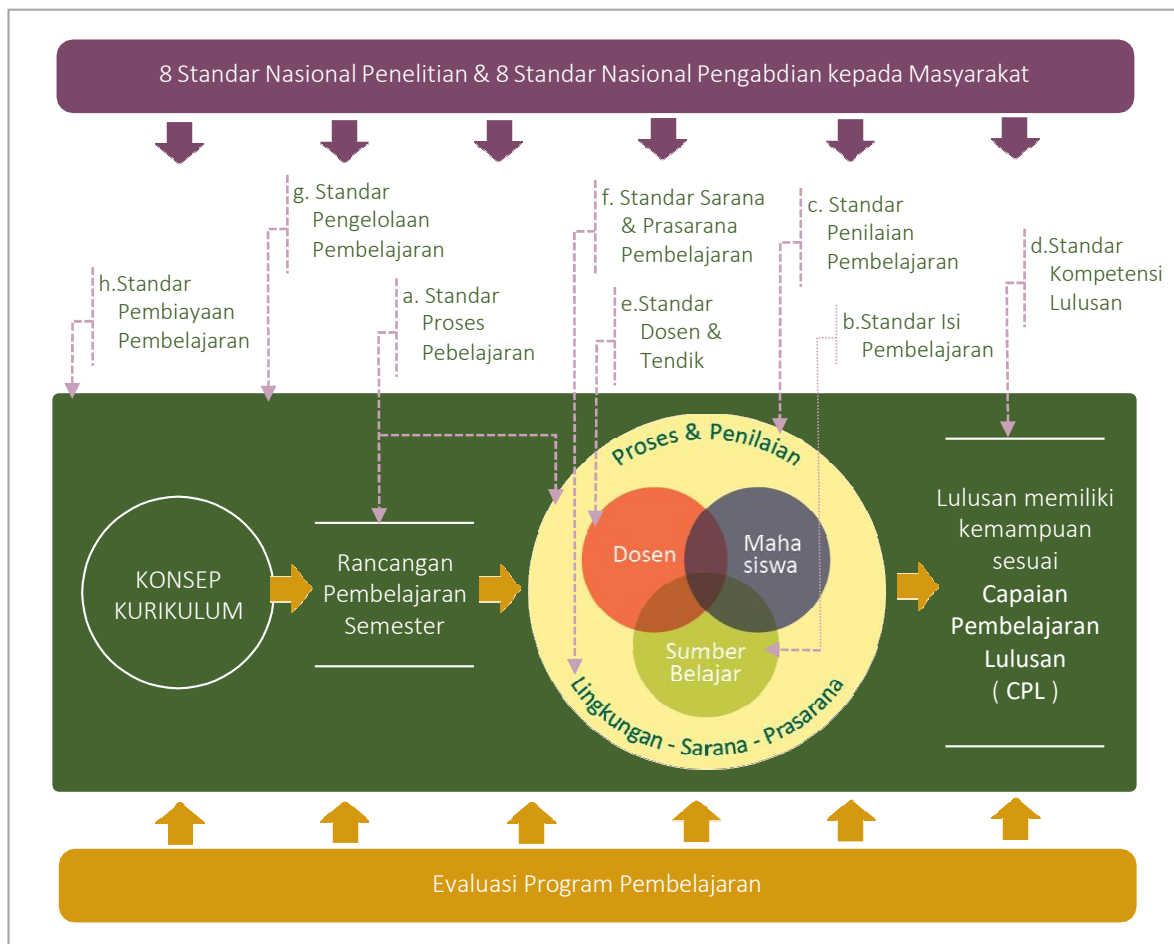 8 Standar Nasional Penelitian & 8 Standar Nasional Pengabdian kepada Masyarakat
g. Standar
Pengelolaan
Pembelajaran
f. Standar Sarana
& Prasarana
Pembelajaran
c. Standar
Penilaian
Pembelajaran
d.Standar
Kompetensi
Lulusan
h.Standar
Pembiayaan
Pembelajaran
a. Standar
Proses
Pebelajaran
e.Standar
Dosen &
Tendik
b.Standar Isi
Pembelajaran
KONSEP
KURIKULUM
Rancangan
Pembelajaran
Semester
Proses & Penilaian
Dosen
Maha
siswa
Sumber
Belajar
Lingkungan - Sarana - Prasarana
Lulusan memiliki
kemampuan
sesuai
Capaian
Pembelajaran
Lulusan
( CPL )
Evaluasi Program Pembelajaran